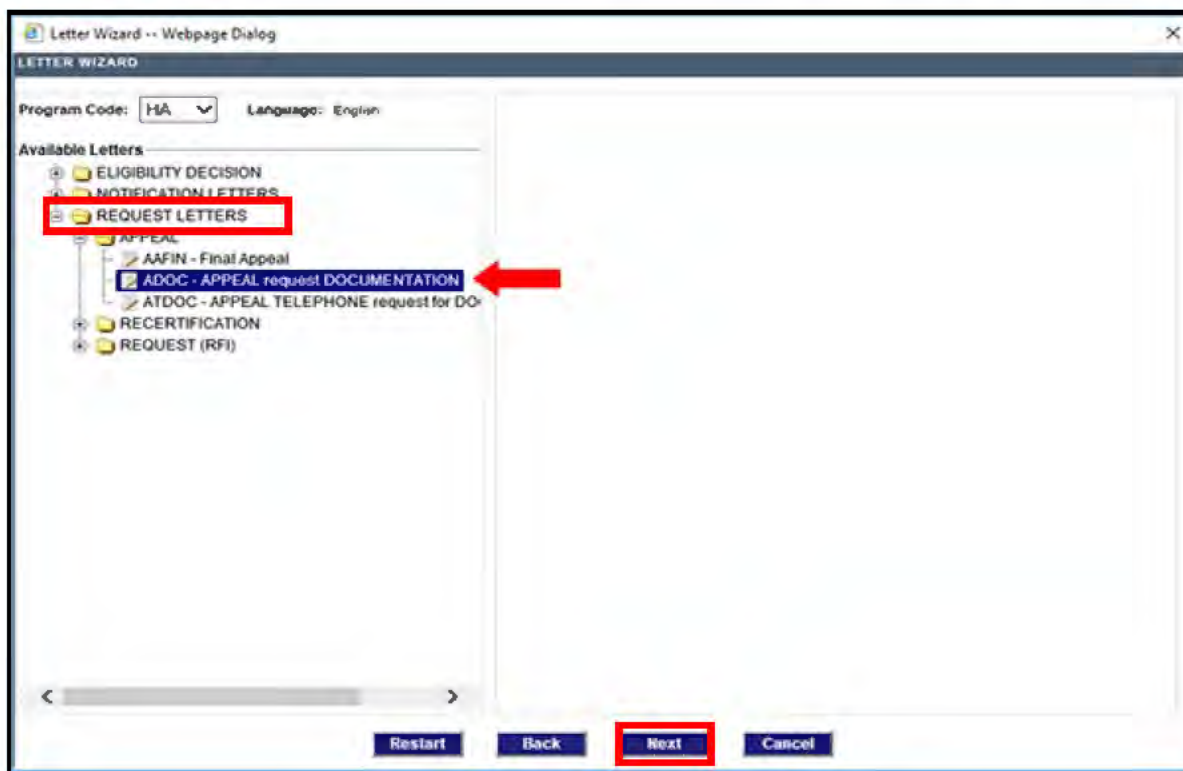 Letter Wizard -- Webpage Dialog
LETTER WIZARD
Program Code: HA Language: English
Available Letters
ELIGIBILITY DECISION
NOTIFICATION LETTERS
REQUEST LETTERS
APPEAL
AAFIN - Final Appeal
ADOC - APPEAL request DOCUMENTATION
ATDOC - APPEAL TELEPHONE request for DO
RECERTIFICATION
REQUEST (RFI)
Restart Back Next Cancel